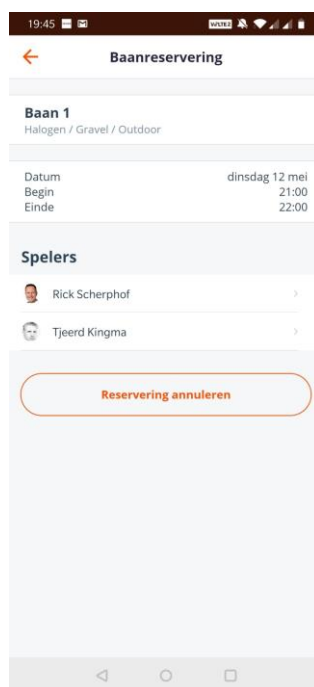 19:45
Baanreservering
Baan 1
Halogen / Gravel / Outdoor
Datum dinsdag 12 mei
Begin 21:00
Einde 22:00
Spelers
Rick Scherphof
Tjeerd Kingma
Reservering annuleren